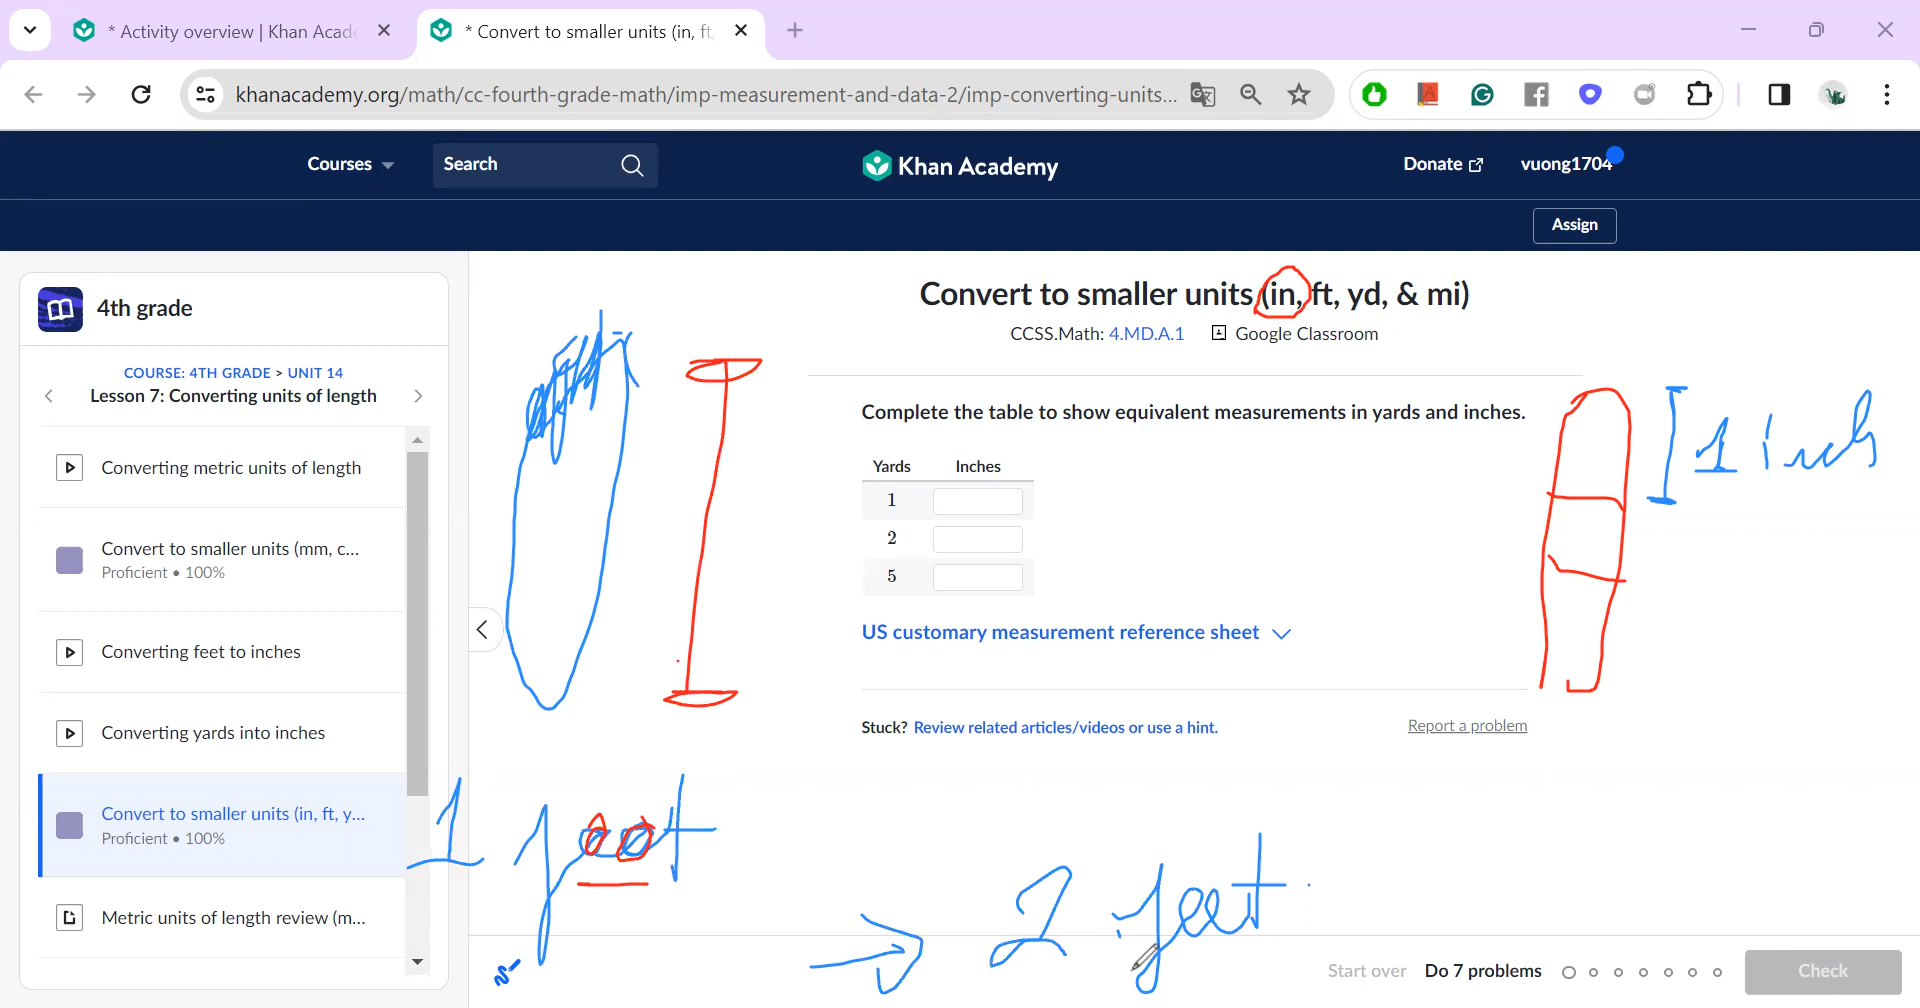 * Activity overview | Khan Acade
* Convert to smaller units (in, ft,
khanacademy.org/math/cc-fourth-grade-math/imp-measurement-and-data-2/imp-converting-units...
Courses
Search
Khan Academy
Donate
vuong1704
Assign
4th grade
COURSE: 4TH GRADE > UNIT 14
Lesson 7: Converting units of length
Converting metric units of length
Convert to smaller units (mm, c...
Proficient • 100%
Converting feet to inches
Converting yards into inches
Convert to smaller units (in, ft, y...
Proficient • 100%
Metric units of length review (m...
Convert to smaller units (in, ft, yd, & mi)
CCSS.Math: 4.MD.A.1 Google Classroom
Complete the table to show equivalent measurements in yards and inches.
Yards Inches
1
2
5
US customary measurement reference sheet
Stuck? Review related articles/videos or use a hint.
Report a problem
1 inch
1 foot
2 feet
Start over Do 7 problems
Check